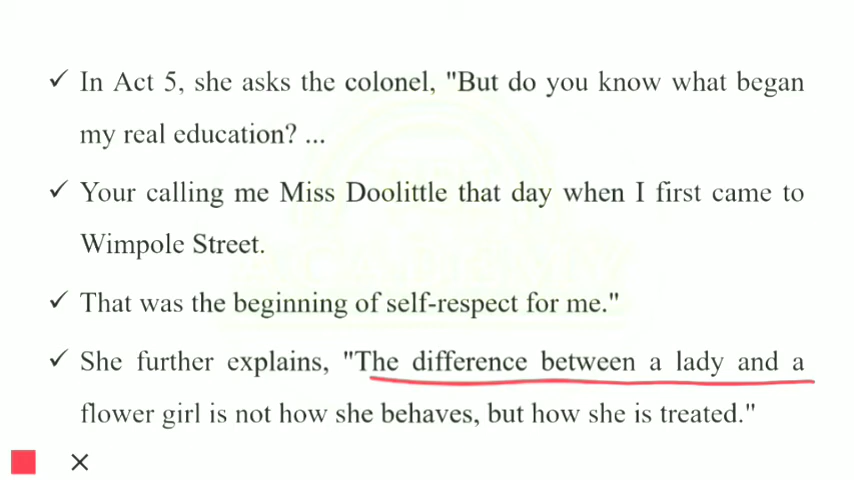 ✓ In Act 5, she asks the colonel, "But do you know what began
my real education? ...
✓ Your calling me Miss Doolittle that day when I first came to
Wimpole Street.
✓ That was the beginning of self-respect for me."
✓ She further explains, "The difference between a lady and a
flower girl is not how she behaves, but how she is treated."